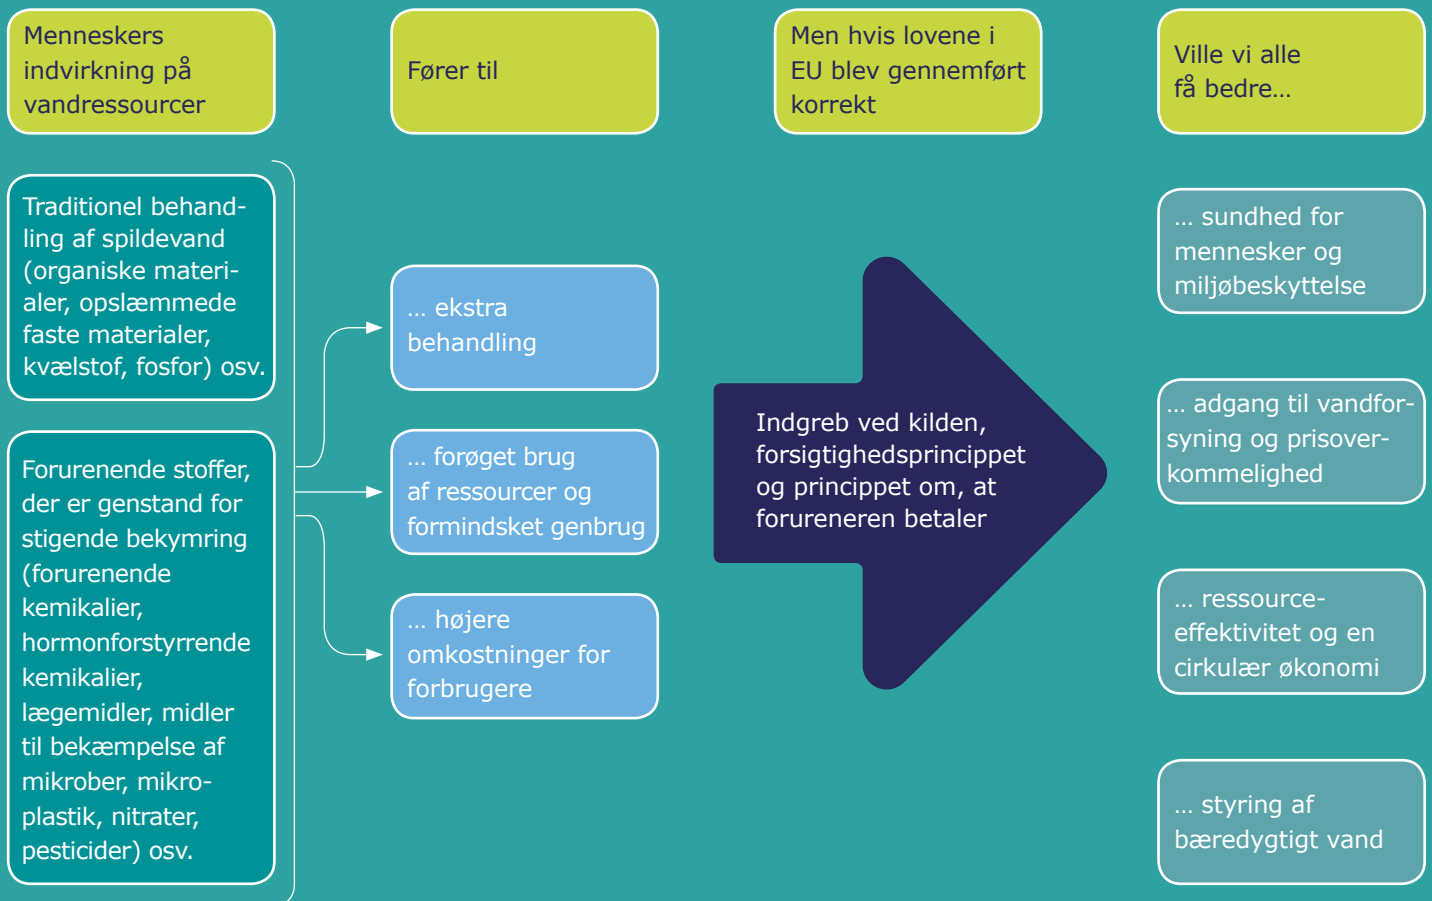 Menneskers
indvirkning på
vandressourcer
Fører til
Men hvis lovene i
EU blev gennemført
korrekt
Ville vi alle
få bedre…
Traditionel behand-
ling af spildevand
(organiske materi-
aler, opslæmmede
faste materialer,
kvælstof, fosfor) osv.
Forurenende stoffer,
der er genstand for
stigende bekymring
(forurenende
kemikalier,
hormonforstyrrende
kemikalier,
lægemidler, midler
til bekæmpelse af
mikrober, mikro-
plastik, nitrater,
pesticider) osv.
… ekstra
behandling
… forøget brug
af ressourcer og
formindsket genbrug
… højere
omkostninger for
forbrugere
Indgreb ved kilden,
forsigtighedsprincippet
og princippet om, at
forureneren betaler
… sundhed for
mennesker og
miljøbeskyttelse
… adgang til vandfor-
syning og prisover-
kommelighed
… ressource-
effektivitet og en
cirkulær økonomi
… styring af
bæredygtigt vand